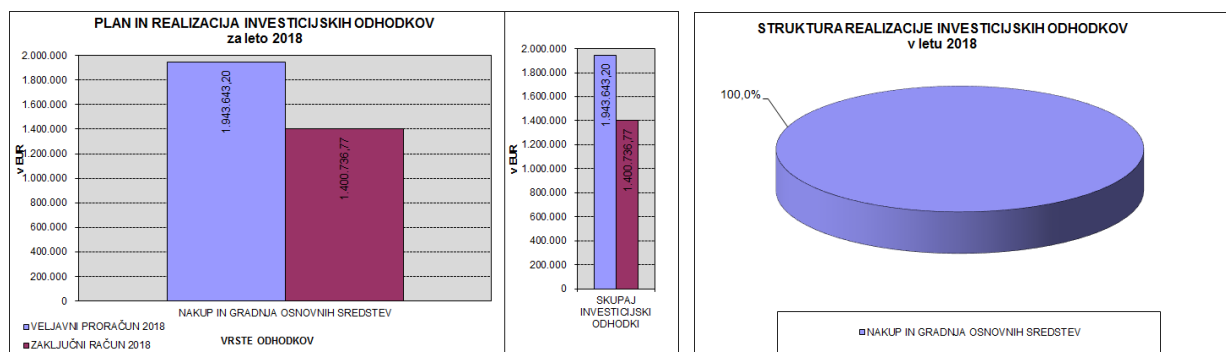 PLAN IN REALIZACIJA INVESTICIJSKIH ODHODKOV
za leto 2018
v EUR
2.000.000
1.800.000
1.600.000
1.400.000
1.200.000
1.000.000
800.000
600.000
400.000
200.000
0
1.943.643,20
1.400.736,77
NAKUP IN GRADNJA OSNOVNIH SREDSTEV
VELJAVNI PRORAČUN 2018
ZAKLJUČNI RAČUN 2018
VRSTE ODHODKOV
v EUR
2.000.000
1.800.000
1.600.000
1.400.000
1.200.000
1.000.000
800.000
600.000
400.000
200.000
0
1.943.643,20
1.400.736,77
SKUPAJ
INVESTICIJSKI
ODHODKI
STRUKTURA REALIZACIJE INVESTICIJSKIH ODHODKOV
v letu 2018
100,0%
NAKUP IN GRADNJA OSNOVNIH SREDSTEV